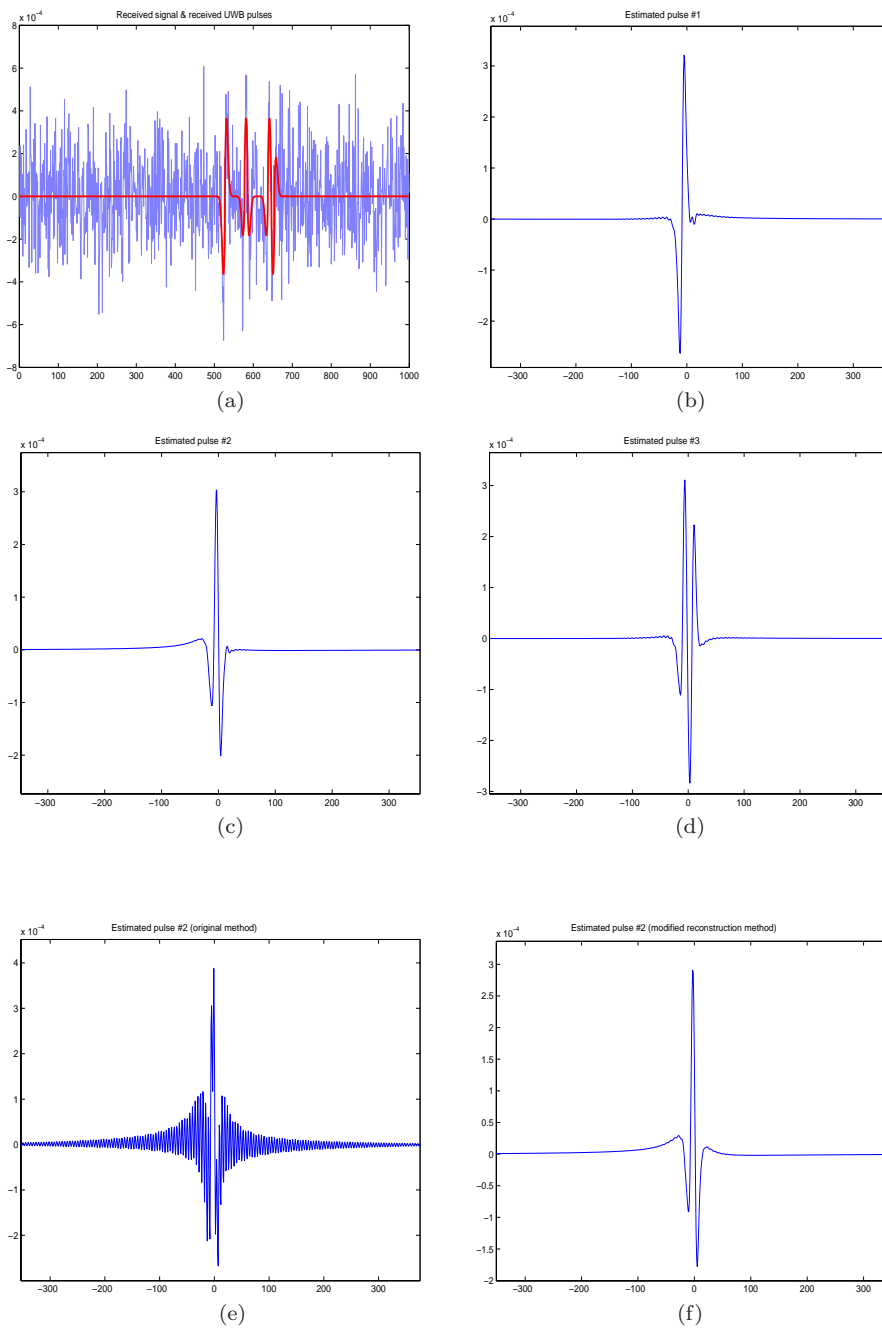 Received signal & received UWB pulses
x 10⁻⁴
8
6
4
2
0
−2
−4
−6
−8
0 100 200 300 400 500 600 700 800 900 1000
(a)
Estimated pulse #1
x 10⁻⁴
3
2
1
0
−1
−2
−300 −200 −100 0 100 200 300
(b)
Estimated pulse #2
x 10⁻⁴
3
2
1
0
−1
−2
−300 −200 −100 0 100 200 300
(c)
Estimated pulse #3
x 10⁻⁴
3
2
1
0
−1
−2
−3
−300 −200 −100 0 100 200 300
(d)
Estimated pulse #2 (original method)
x 10⁻⁴
4
3
2
1
0
−1
−2
−300 −200 −100 0 100 200 300
(e)
Estimated pulse #2 (modified reconstruction method)
x 10⁻⁴
3
2.5
2
1.5
1
0.5
0
−0.5
−1
−1.5
−2
−300 −200 −100 0 100 200 300
(f)